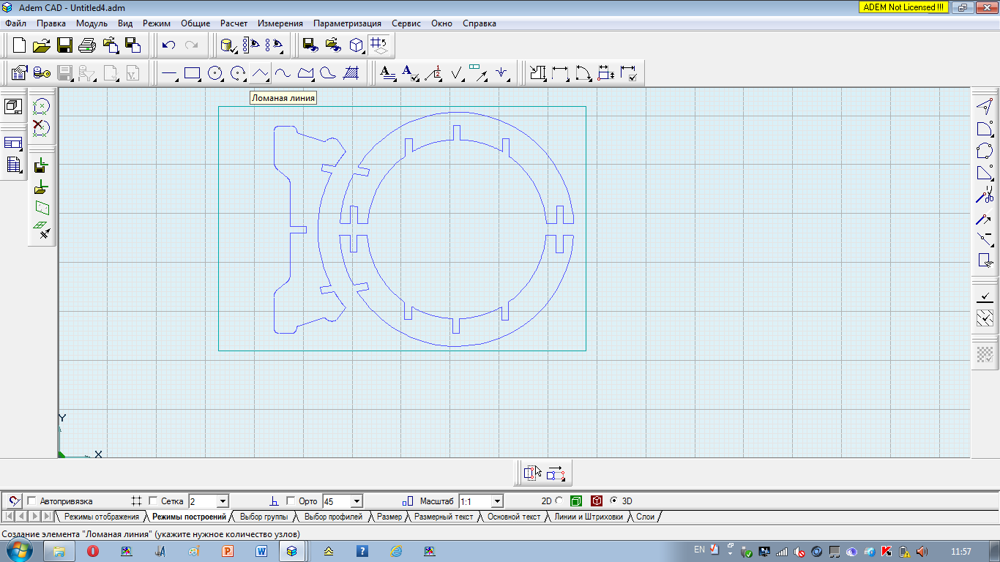 Adem CAD - Untitled4.adm
ADEM Not Licensed !!!
Файл Правка Модуль Вид Режим Общие Расчет Измерения Параметризация Сервис Окно Справка
Ломаная линия
Y
X
Автопривязка Сетка 2 Орто 45 Масштаб 1:1 2D 3D
Режимы отображения Режимы построений Выбор группы Выбор профилей Размер Размерный текст Основной текст Линии и Штриховки Слои
Создание элемента "Ломаная линия" (укажите нужное количество узлов)
EN 11:57